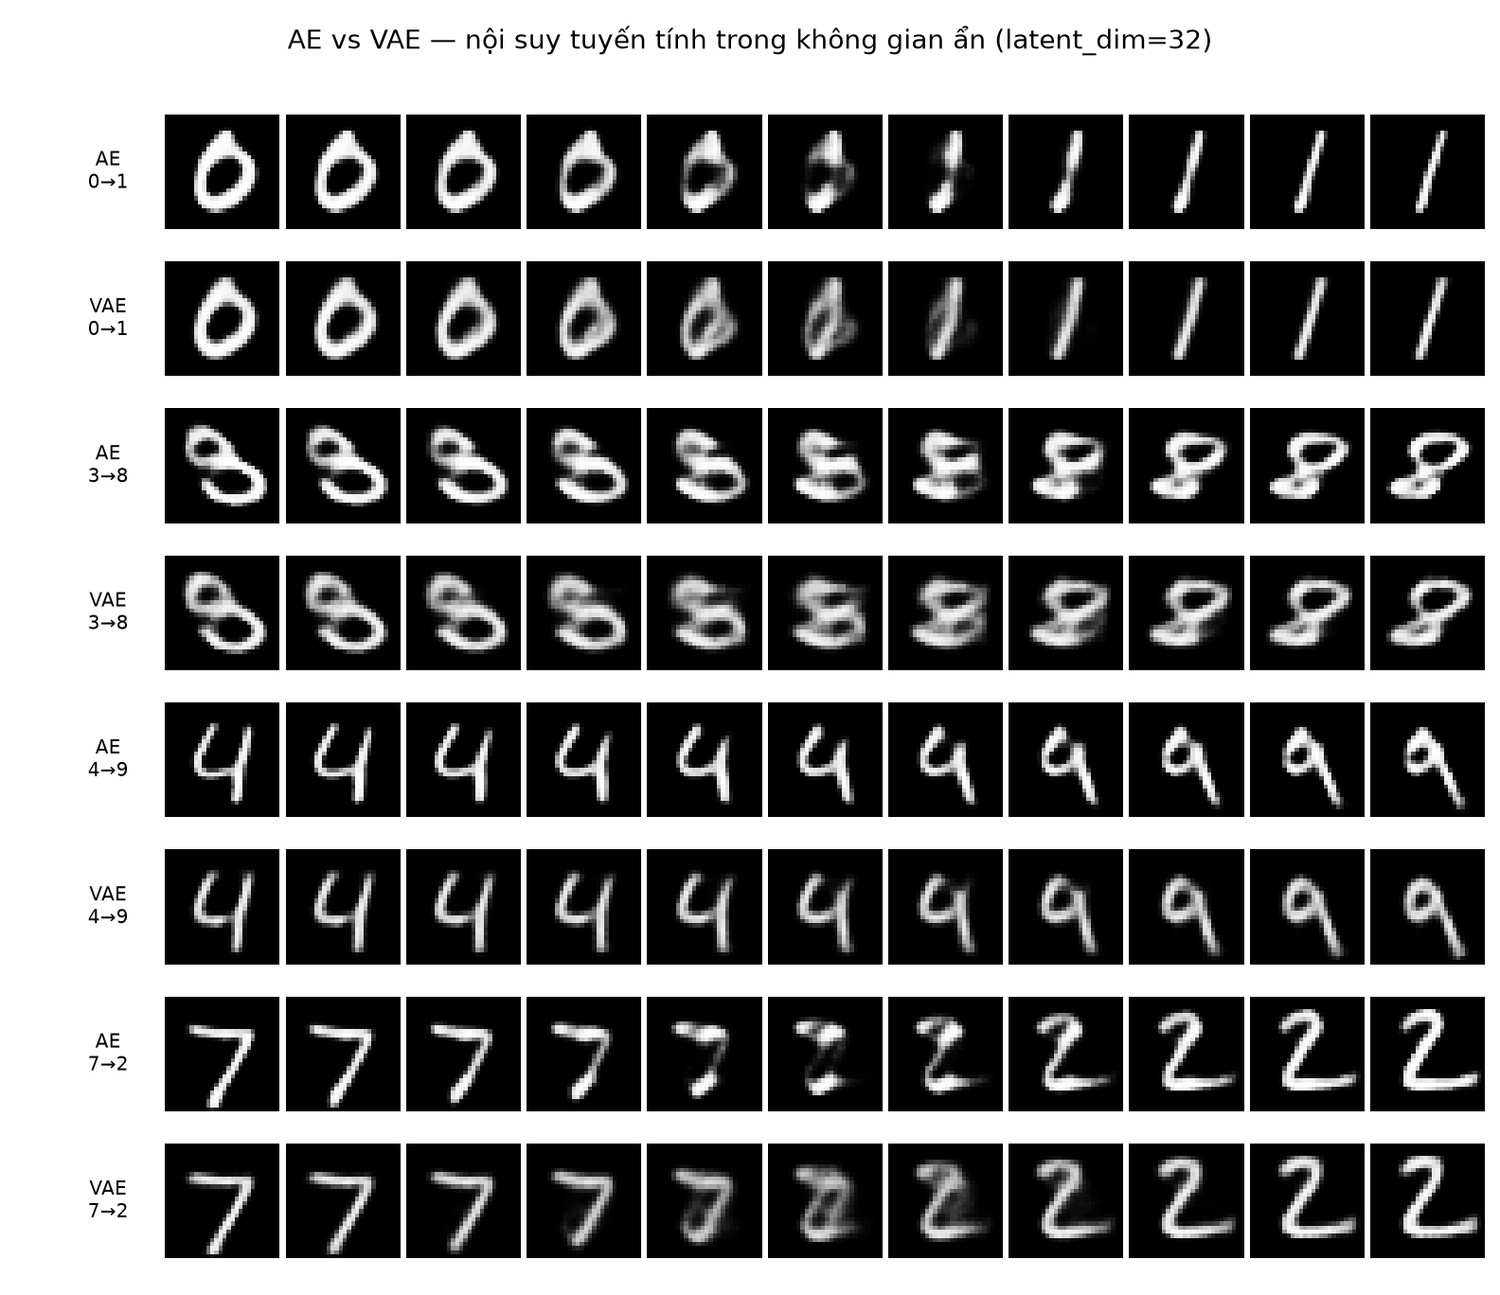 AE vs VAE — nội suy tuyến tính trong không gian ẩn (latent_dim=32)
AE
0→1
VAE
0→1
AE
3→8
VAE
3→8
AE
4→9
VAE
4→9
AE
7→2
VAE
7→2